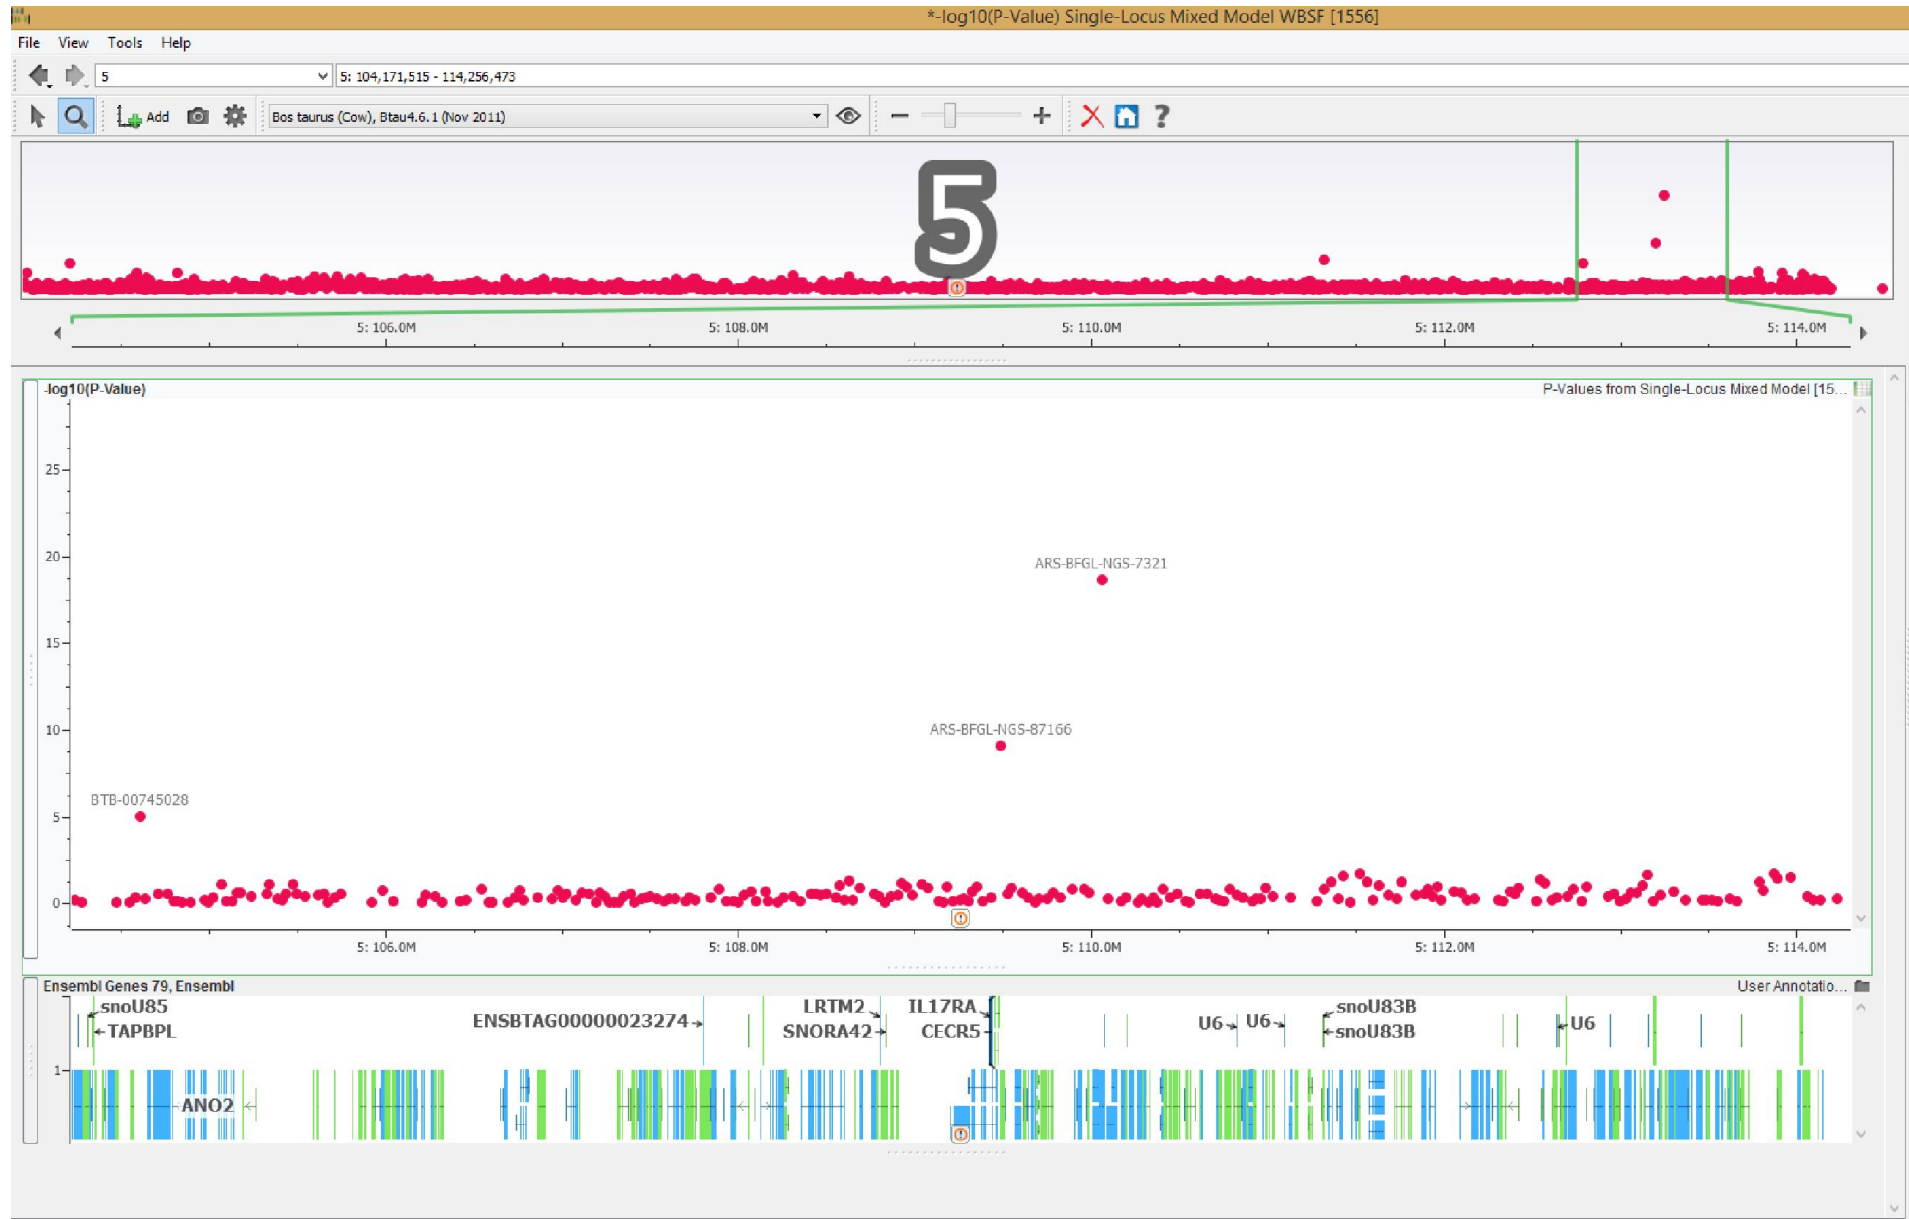 *-log10(P-Value) Single-Locus Mixed Model WBSF [1556]
File View Tools Help
5 5: 104,171,515 - 114,256,473
Add Bos taurus (Cow), Btau4.6.1 (Nov 2011)
5
5: 106.0M 5: 108.0M 5: 110.0M 5: 112.0M 5: 114.0M
-log10(P-Value) P-Values from Single-Locus Mixed Model [15...
25
20
ARS-BFGL-NGS-7321
15
10
ARS-BFGL-NGS-87166
BTB-00745028
5
0
5: 106.0M 5: 108.0M 5: 110.0M 5: 112.0M 5: 114.0M
Ensembl Genes 79, Ensembl User Annotatio...
snoU85 LRTM2 IL17RA snoU83B
TAPBPL ENSBTAG00000023274 SNORA42 CECR5 U6 U6 snoU83B U6
1
ANO2